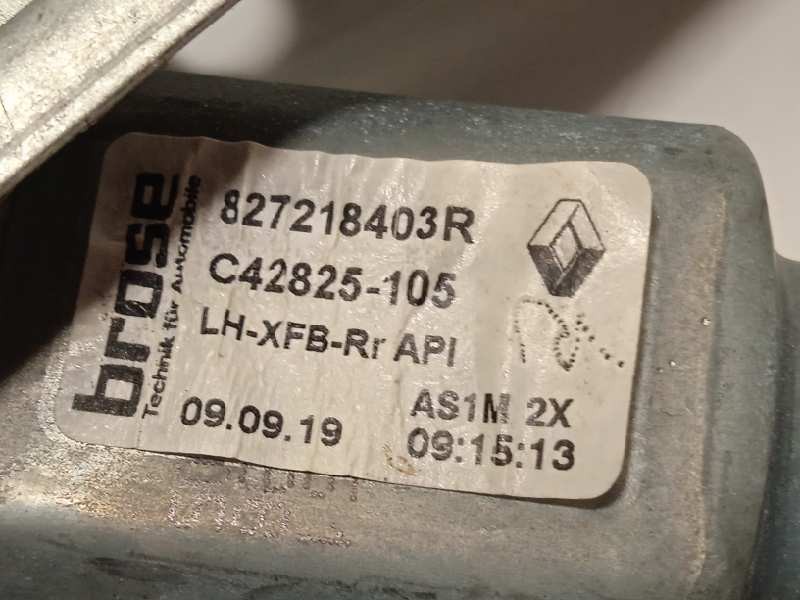 brose
Technik für Automobile
827218403R
C42825-105
LH-XFB-Rr API
09.09.19
AS1M 2X
09:15:13